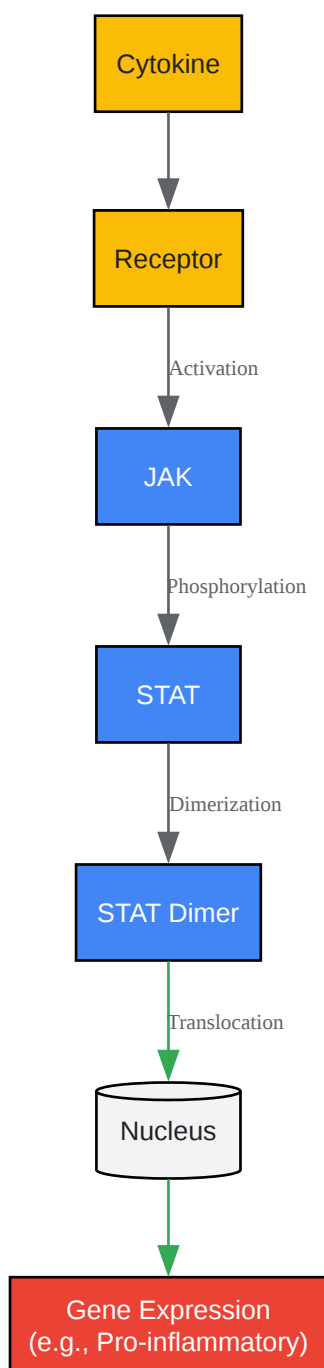 Cytokine
Receptor
Activation
JAK
Phosphorylation
STAT
Dimerization
STAT Dimer
Translocation
Nucleus
Gene Expression
(e.g., Pro-inflammatory)